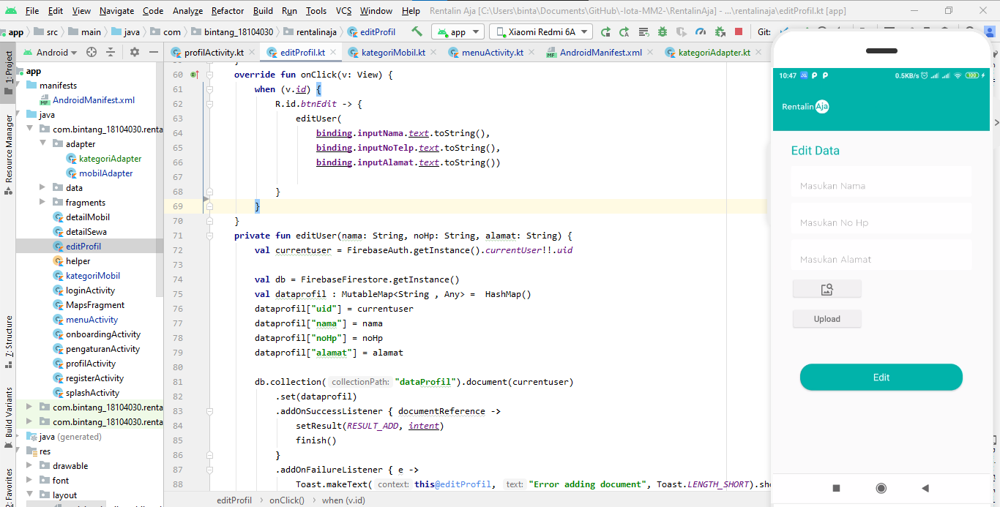 File Edit View Navigate Code Analyze Refactor Build Run Tools VCS Window Help Rentalin Aja [C:\Users\binta\Documents\GitHub\-Iota-MM2-\RentalinAja] - ...\rentalinaja\editProfil.kt [app]
app src main java com bintang_18104030 rentalinaja editProfil app Xiaomi Redmi 6A Git:
Android profilActivity.kt editProfil.kt kategoriMobil.kt menuActivity.kt AndroidManifest.xml kategoriAdapter.kt
1: Project
Resource Manager
7: Structure
Build Variants
2: Favorites
app
manifests
AndroidManifest.xml
java
com.bintang_18104030.renta
adapter
kategoriAdapter
mobilAdapter
data
fragments
detailMobil
detailSewa
editProfil
helper
kategoriMobil
loginActivity
MapsFragment
menuActivity
onboardingActivity
pengaturanActivity
profilActivity
registerActivity
splashActivity
com.bintang_18104030.renta
com.bintang_18104030.renta
java (generated)
res
drawable
font
layout
60 override fun onClick(v: View) {
61 when (v.id) {
62 R.id.btnEdit -> {
63 editUser(
64 binding.inputNama.text.toString(),
65 binding.inputNoTelp.text.toString(),
66 binding.inputAlamat.text.toString())
67
68 }
69 }
70 }
71 private fun editUser(nama: String, noHp: String, alamat: String) {
72 val currentuser = FirebaseAuth.getInstance().currentUser!!.uid
73
74 val db = FirebaseFirestore.getInstance()
75 val dataprofil : MutableMap<String , Any> = HashMap()
76 dataprofil["uid"] = currentuser
77 dataprofil["nama"] = nama
78 dataprofil["noHp"] = noHp
79 dataprofil["alamat"] = alamat
80
81 db.collection( collectionPath: "dataProfil").document(currentuser)
82 .set(dataprofil)
83 .addOnSuccessListener { documentReference ->
84 setResult(RESULT_ADD, intent)
85 finish()
86 }
87 .addOnFailureListener { e ->
88 Toast.makeText( context: this@editProfil, text: "Error adding document", Toast.LENGTH_SHORT).sho
editProfil onClick() when (v.id)
10:47 0.5KB/s 100
Rentalin Aja
Edit Data
Masukan Nama
Masukan No Hp
Masukan Alamat
Upload
Edit